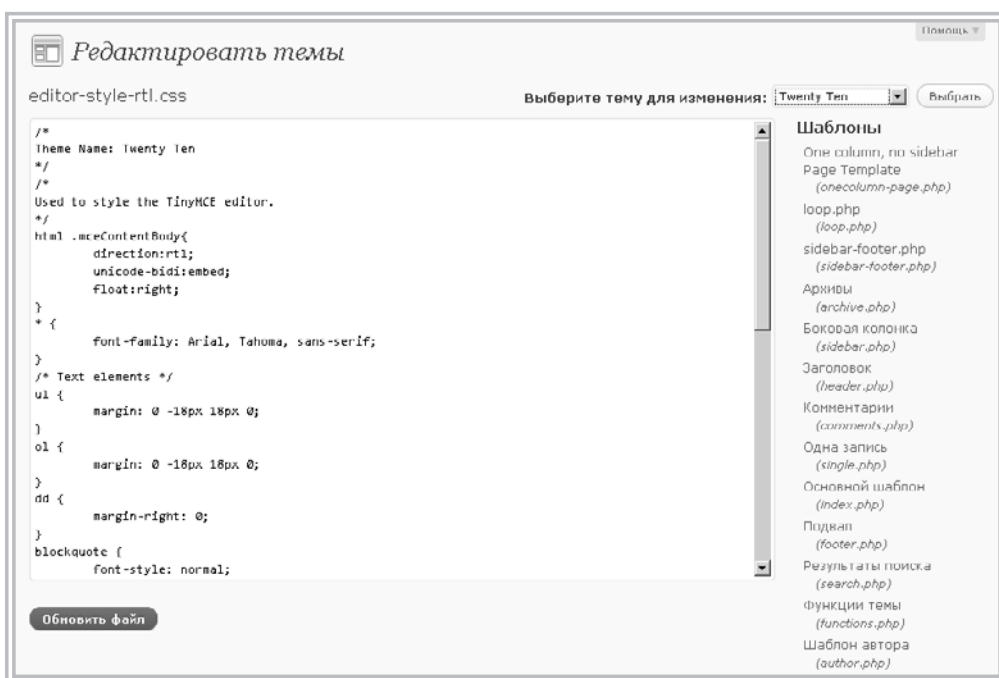 Помощь
Редактировать темы
editor-style-rtl.css
Выберите тему для изменения: Twenty Ten Выбрать
/*
Theme Name: Twenty Ten
*/
/*
Used to style the TinyMCE editor.
*/
html .mceContentBody{
direction:rtl;
unicode-bidi:embed;
float:right;
}
* {
font-family: Arial, Tahoma, sans-serif;
}
/* Text elements */
ul {
margin: 0 -18px 18px 0;
}
ol {
margin: 0 -18px 18px 0;
}
dd {
margin-right: 0;
}
blockquote {
font-style: normal;
Обновить файл
Шаблоны
One column, no sidebar
Page Template
(onecolumn-page.php)
loop.php
(loop.php)
sidebar-footer.php
(sidebar-footer.php)
Архивы
(archive.php)
Боковая колонка
(sidebar.php)
Заголовок
(header.php)
Комментарии
(comments.php)
Одна запись
(single.php)
Основной шаблон
(index.php)
Подвал
(footer.php)
Результаты поиска
(search.php)
Функции темы
(functions.php)
Шаблон автора
(author.php)